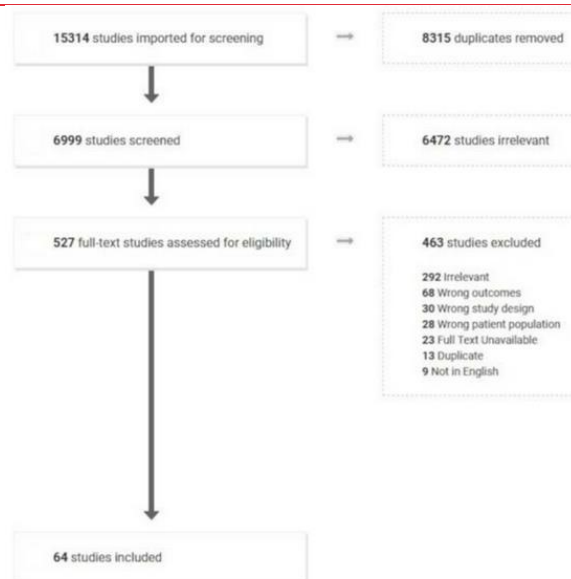 15314 studies imported for screening
8315 duplicates removed
6999 studies screened
6472 studies irrelevant
527 full-text studies assessed for eligibility
463 studies excluded
292 Irrelevant
68 Wrong outcomes
30 Wrong study design
28 Wrong patient population
23 Full Text Unavailable
13 Duplicate
9 Not in English
64 studies included